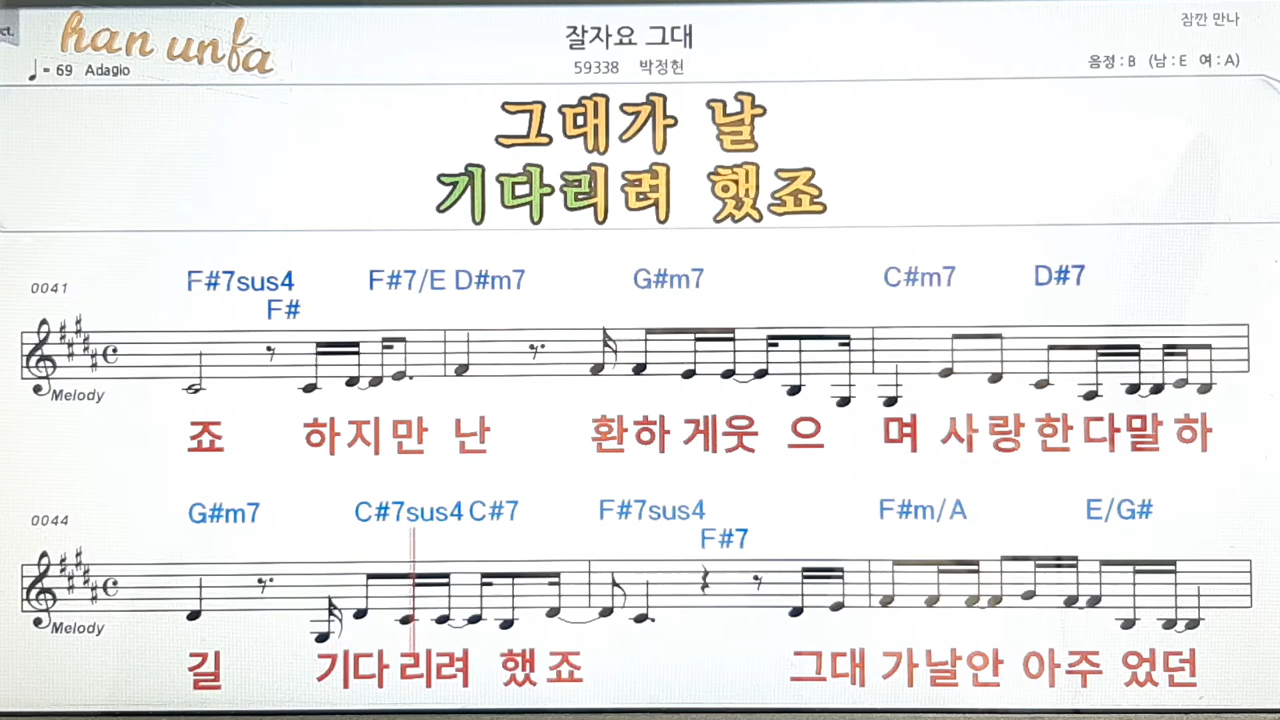 ct.
han unfa
잘자요 그대
잠깐 만나
♩= 69 Adagio
59338 박정헌
음정 : B (남 : E 여 : A)
그대가 날
기다리려 했죠
0041
F#7sus4 F#7/E D#m7 G#m7 C#m7 D#7
F#
Melody
죠 하지만 난 환하 게웃 으 며 사랑한다말하
0044
G#m7 C#7sus4 C#7 F#7sus4 F#m/A E/G#
F#7
Melody
길 기다리려 했죠 그대 가날안 아주 었던